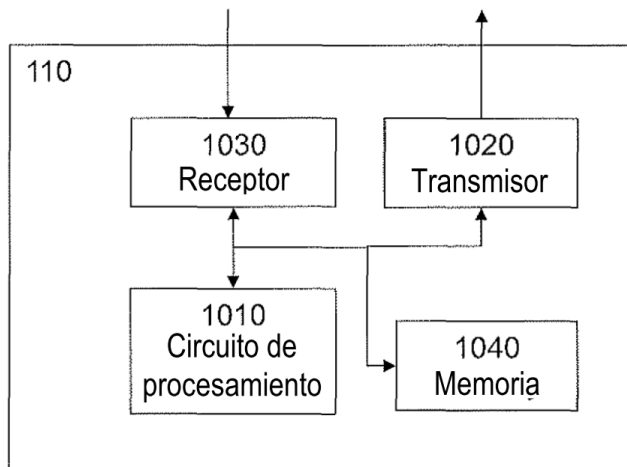 110
1030
Receptor
1020
Transmisor
1010
Circuito de
procesamiento
1040
Memoria